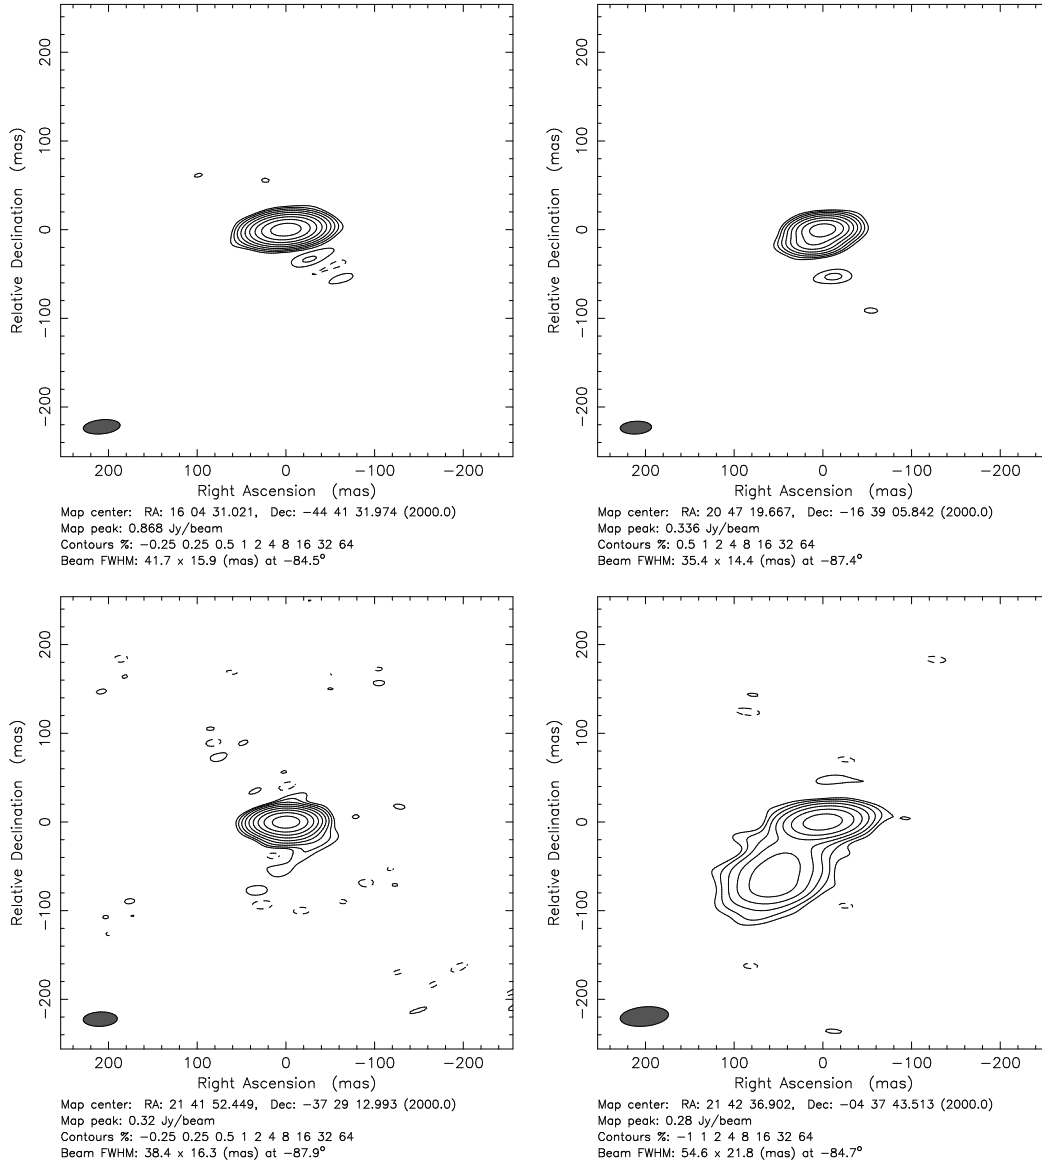 200
100
0
−100
−200
Relative Declination (mas)
200 100 0 −100 −200
Right Ascension (mas)
Map center: RA: 16 04 31.021, Dec: −44 41 31.974 (2000.0)
Map peak: 0.868 Jy/beam
Contours %: −0.25 0.25 0.5 1 2 4 8 16 32 64
Beam FWHM: 41.7 x 15.9 (mas) at −84.5°
200
100
0
−100
−200
Relative Declination (mas)
200 100 0 −100 −200
Right Ascension (mas)
Map center: RA: 20 47 19.667, Dec: −16 39 05.842 (2000.0)
Map peak: 0.336 Jy/beam
Contours %: 0.5 1 2 4 8 16 32 64
Beam FWHM: 35.4 x 14.4 (mas) at −87.4°
200
100
0
−100
−200
Relative Declination (mas)
200 100 0 −100 −200
Right Ascension (mas)
Map center: RA: 21 41 52.449, Dec: −37 29 12.993 (2000.0)
Map peak: 0.32 Jy/beam
Contours %: −0.25 0.25 0.5 1 2 4 8 16 32 64
Beam FWHM: 38.4 x 16.3 (mas) at −87.9°
200
100
0
−100
−200
Relative Declination (mas)
200 100 0 −100 −200
Right Ascension (mas)
Map center: RA: 21 42 36.902, Dec: −04 37 43.513 (2000.0)
Map peak: 0.28 Jy/beam
Contours %: −1 1 2 4 8 16 32 64
Beam FWHM: 54.6 x 21.8 (mas) at −84.7°